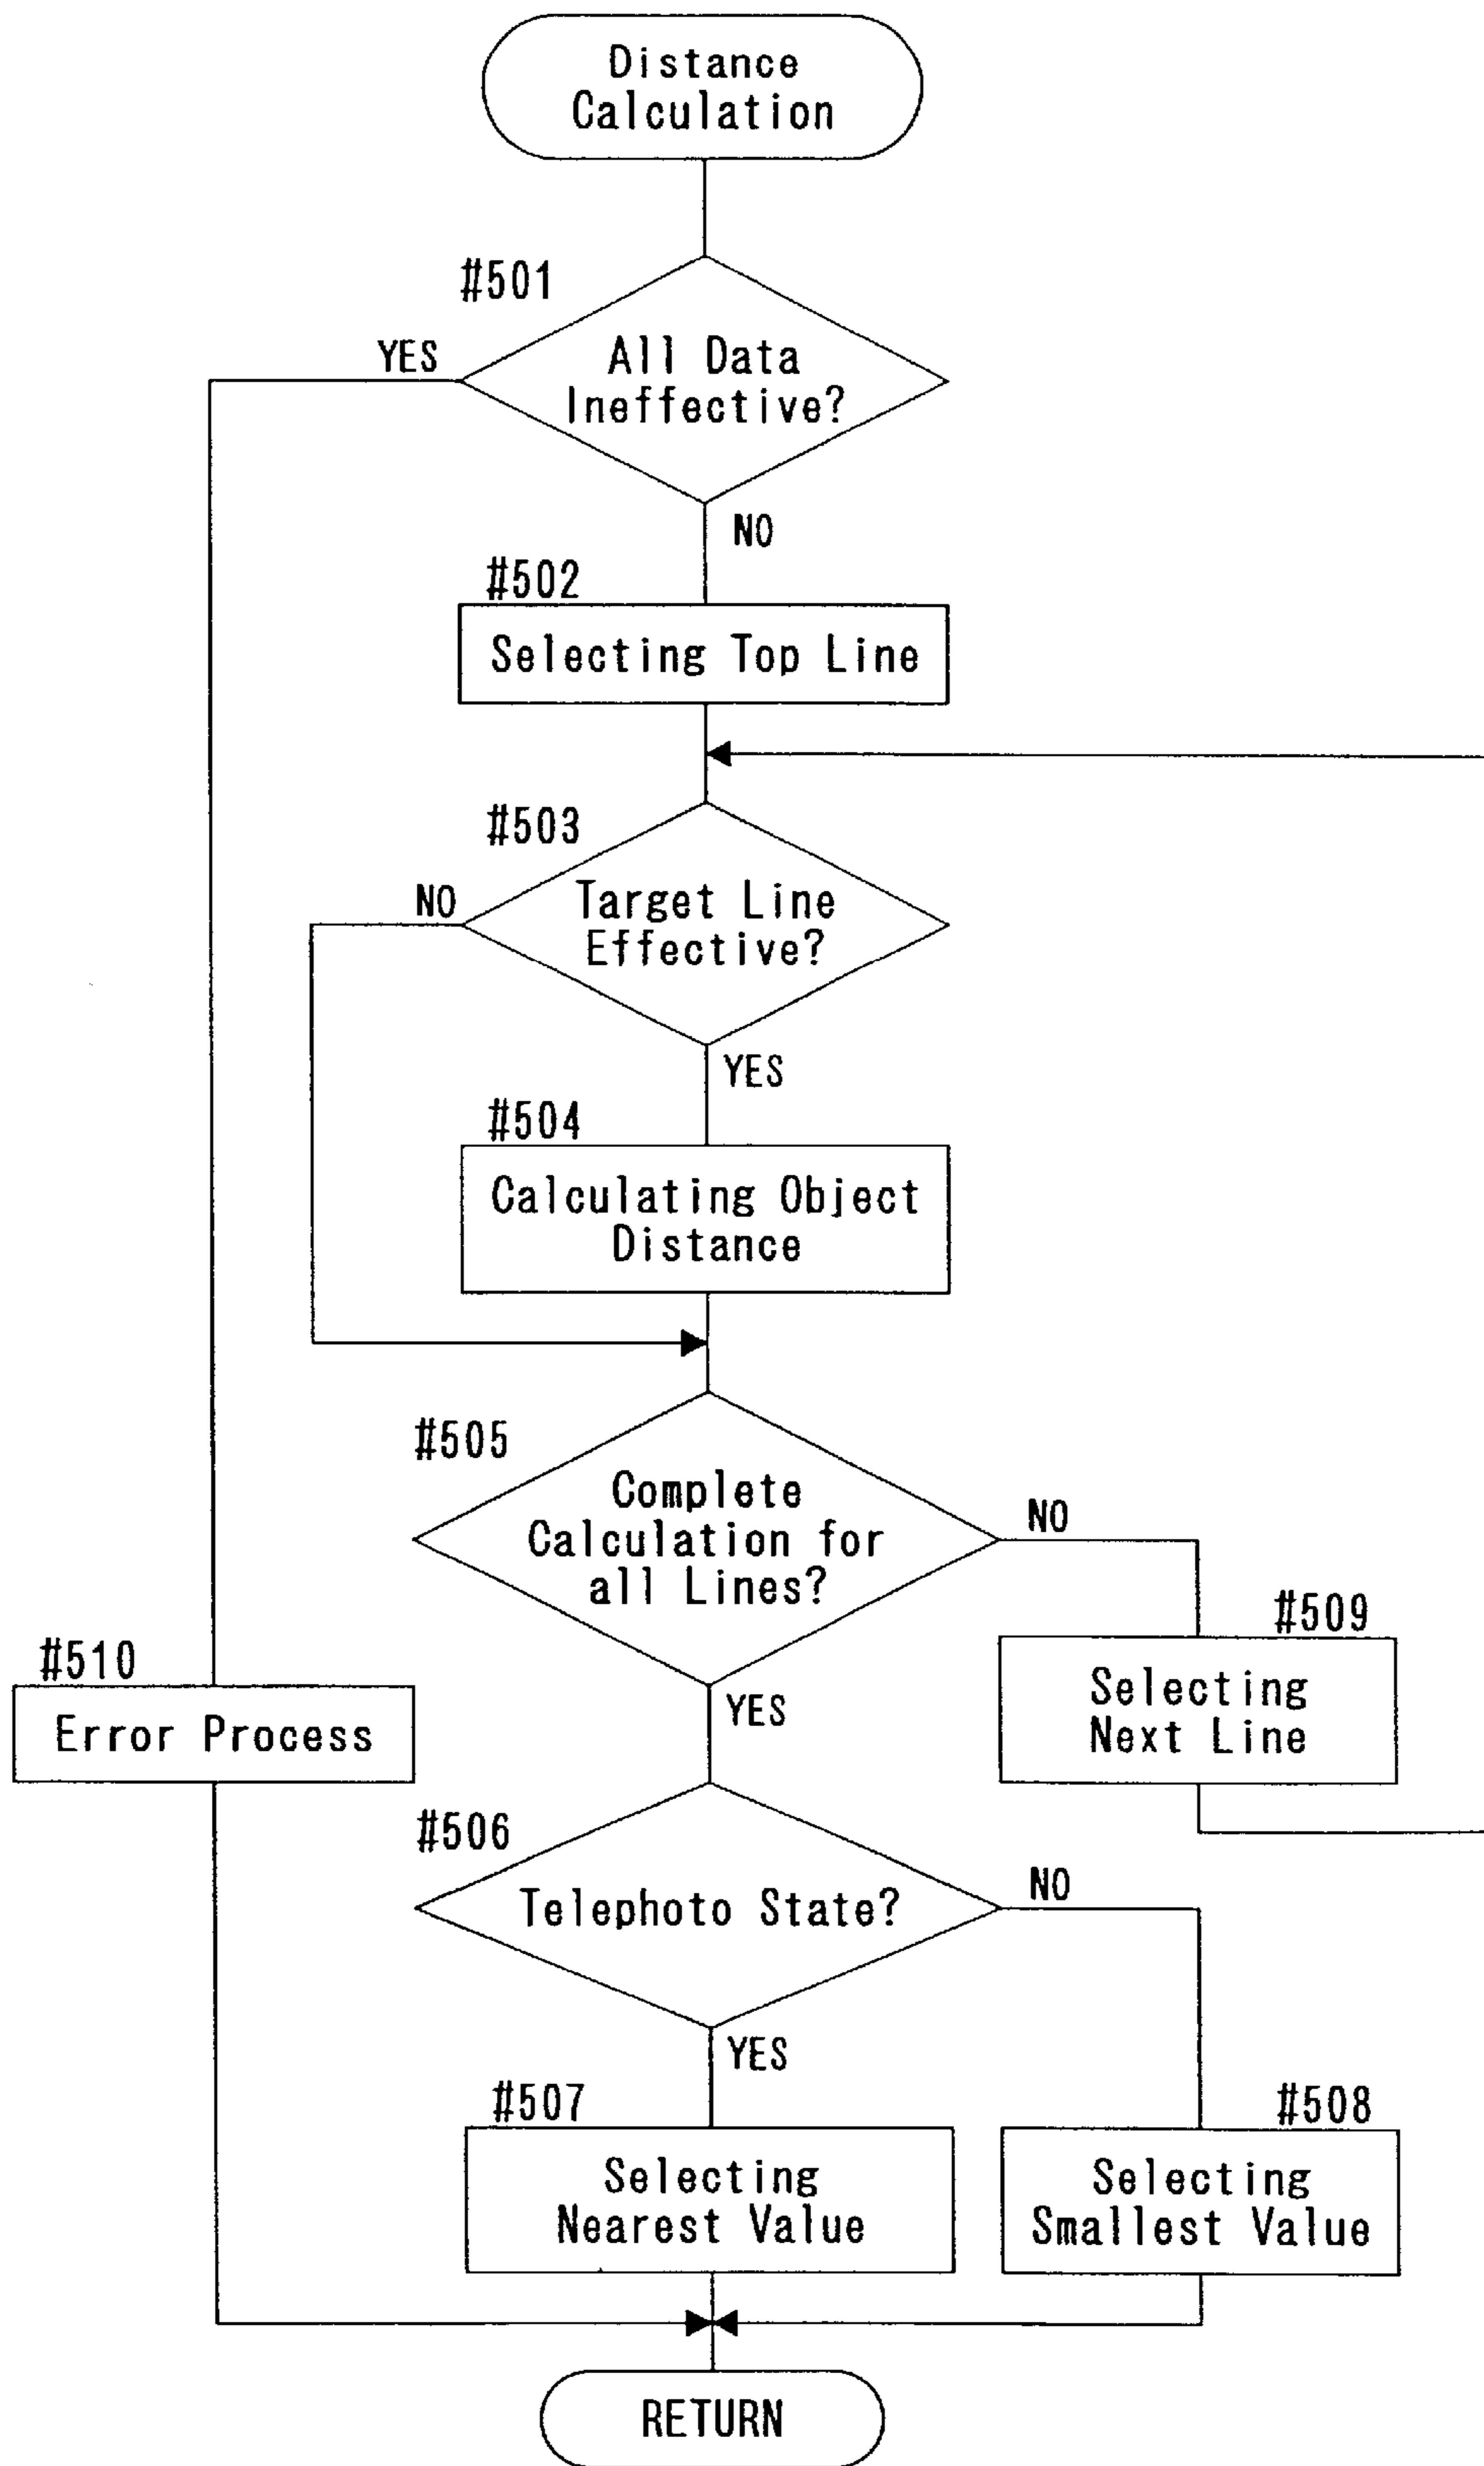 Distance
Calculation
#501
YES
All Data
Ineffective?
NO
#502
Selecting Top Line
#503
NO
Target Line
Effective?
YES
#504
Calculating Object
Distance
#505
Complete
Calculation for
all Lines?
NO
YES
#509
Selecting
Next Line
#510
Error Process
#506
Telephoto State?
NO
YES
#507
Selecting
Nearest Value
#508
Selecting
Smallest Value
RETURN